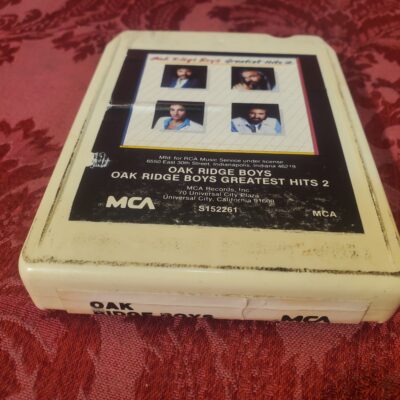 Oak Ridge Boys Greatest Hits 2
Mfd. for RCA Music Service under license
6550 East 30th Street, Indianapolis, Indiana 46219
OAK RIDGE BOYS
OAK RIDGE BOYS GREATEST HITS 2
MCA Records, Inc.
70 Universal City Plaza
Universal City, California 91608
MCA S152261 MCA
OAK
RIDGE BOYS MCA